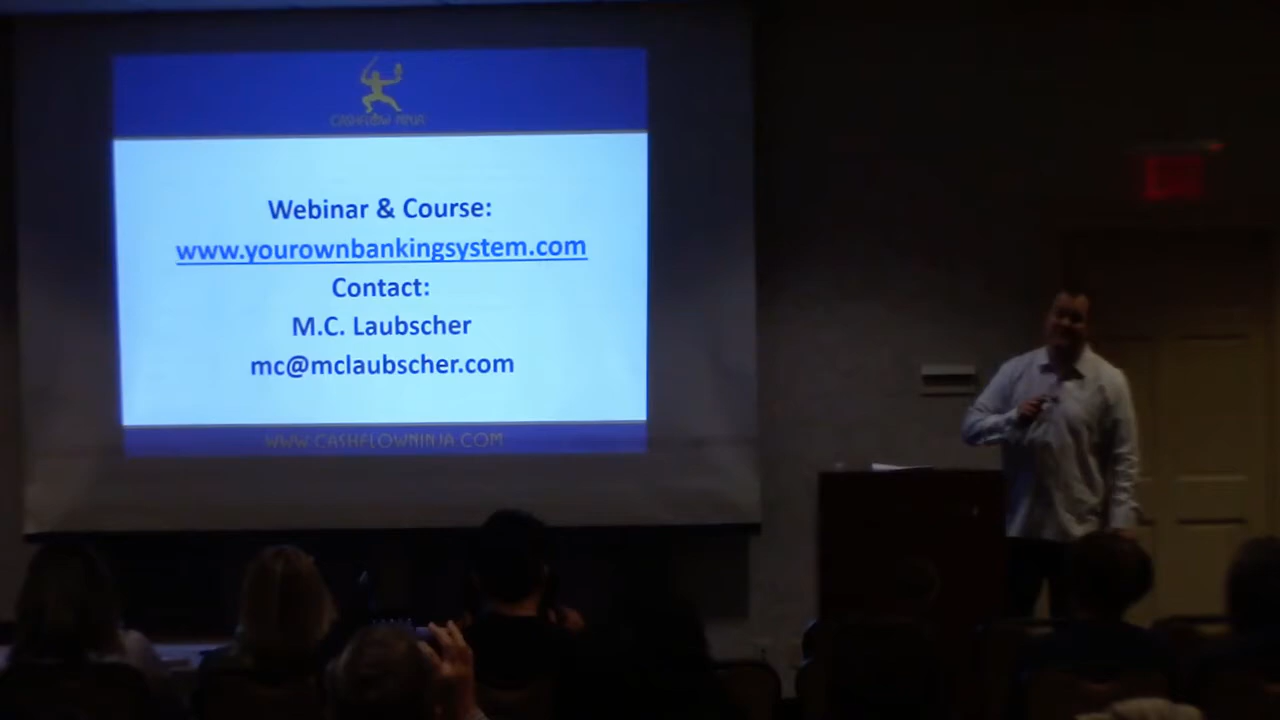 CASHFLOW NINJA
Webinar & Course:
www.yourownbankingsystem.com
Contact:
M.C. Laubscher
mc@mclaubscher.com
WWW.CASHFLOWNINJA.COM